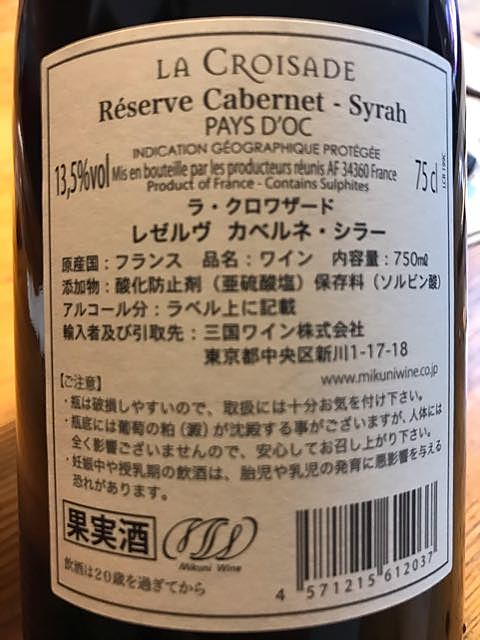 LA CROISADE
Réserve Cabernet - Syrah
PAYS D'OC
INDICATION GÉOGRAPHIQUE PROTÉGÉE
13,5%vol Mis en bouteille par les producteurs réunis AF 34360 France 75 cl
Product of France - Contains Sulphites
LCR 199C
ラ・クロワザード
レゼルヴ カベルネ・シラー
原産国：フランス 品名：ワイン 内容量：750㎖
添加物：酸化防止剤（亜硫酸塩）保存料（ソルビン酸）
アルコール分：ラベル上に記載
輸入者及び引取先：三国ワイン株式会社
東京都中央区新川1-17-18
www.mikuniwine.co.jp
【ご注意】
・瓶は破損しやすいので、取扱には十分お気を付け下さい。
・瓶底には葡萄の粕（澱）が沈殿する事がございますが、人体には
全く影響ございませんので、安心してお召し上がり下さい。
・妊娠中や授乳期の飲酒は、胎児や乳児の発育に悪影響を与える
恐れがあります。
果実酒
Mikuni Wine
飲酒は20歳を過ぎてから
4 571215 612037